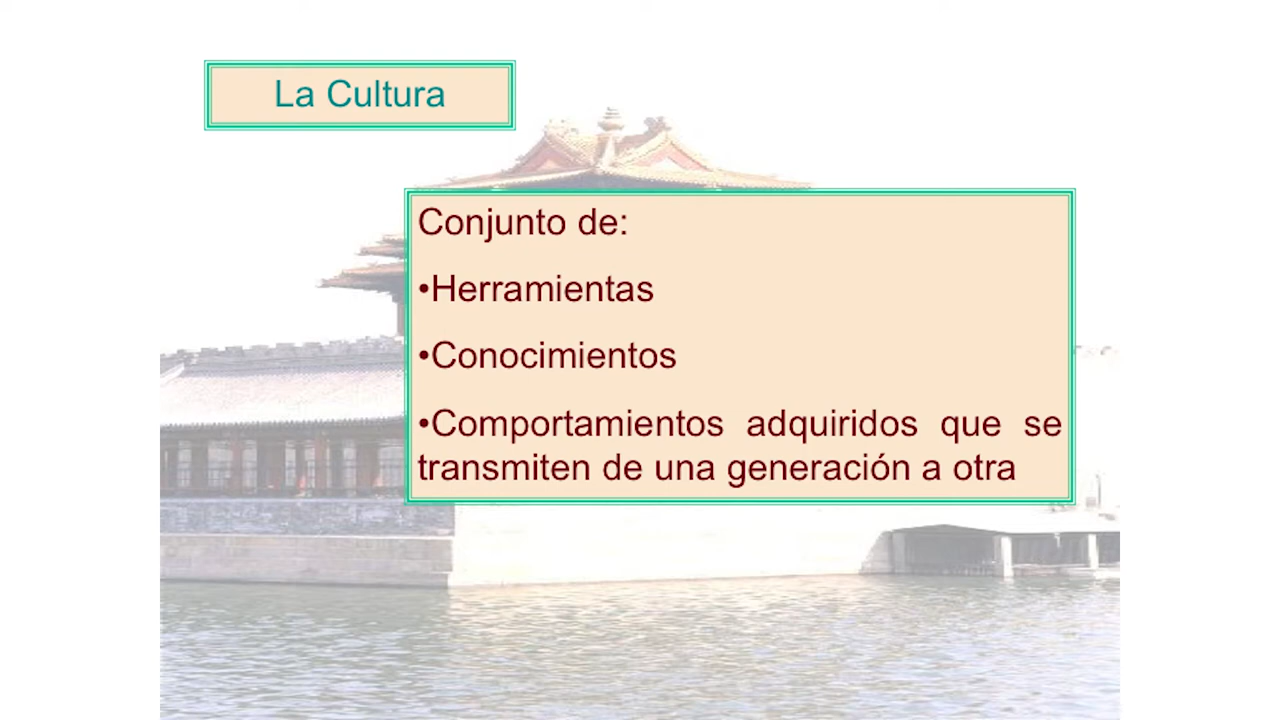 La Cultura
Conjunto de:
•Herramientas
•Conocimientos
•Comportamientos adquiridos que se
transmiten de una generación a otra